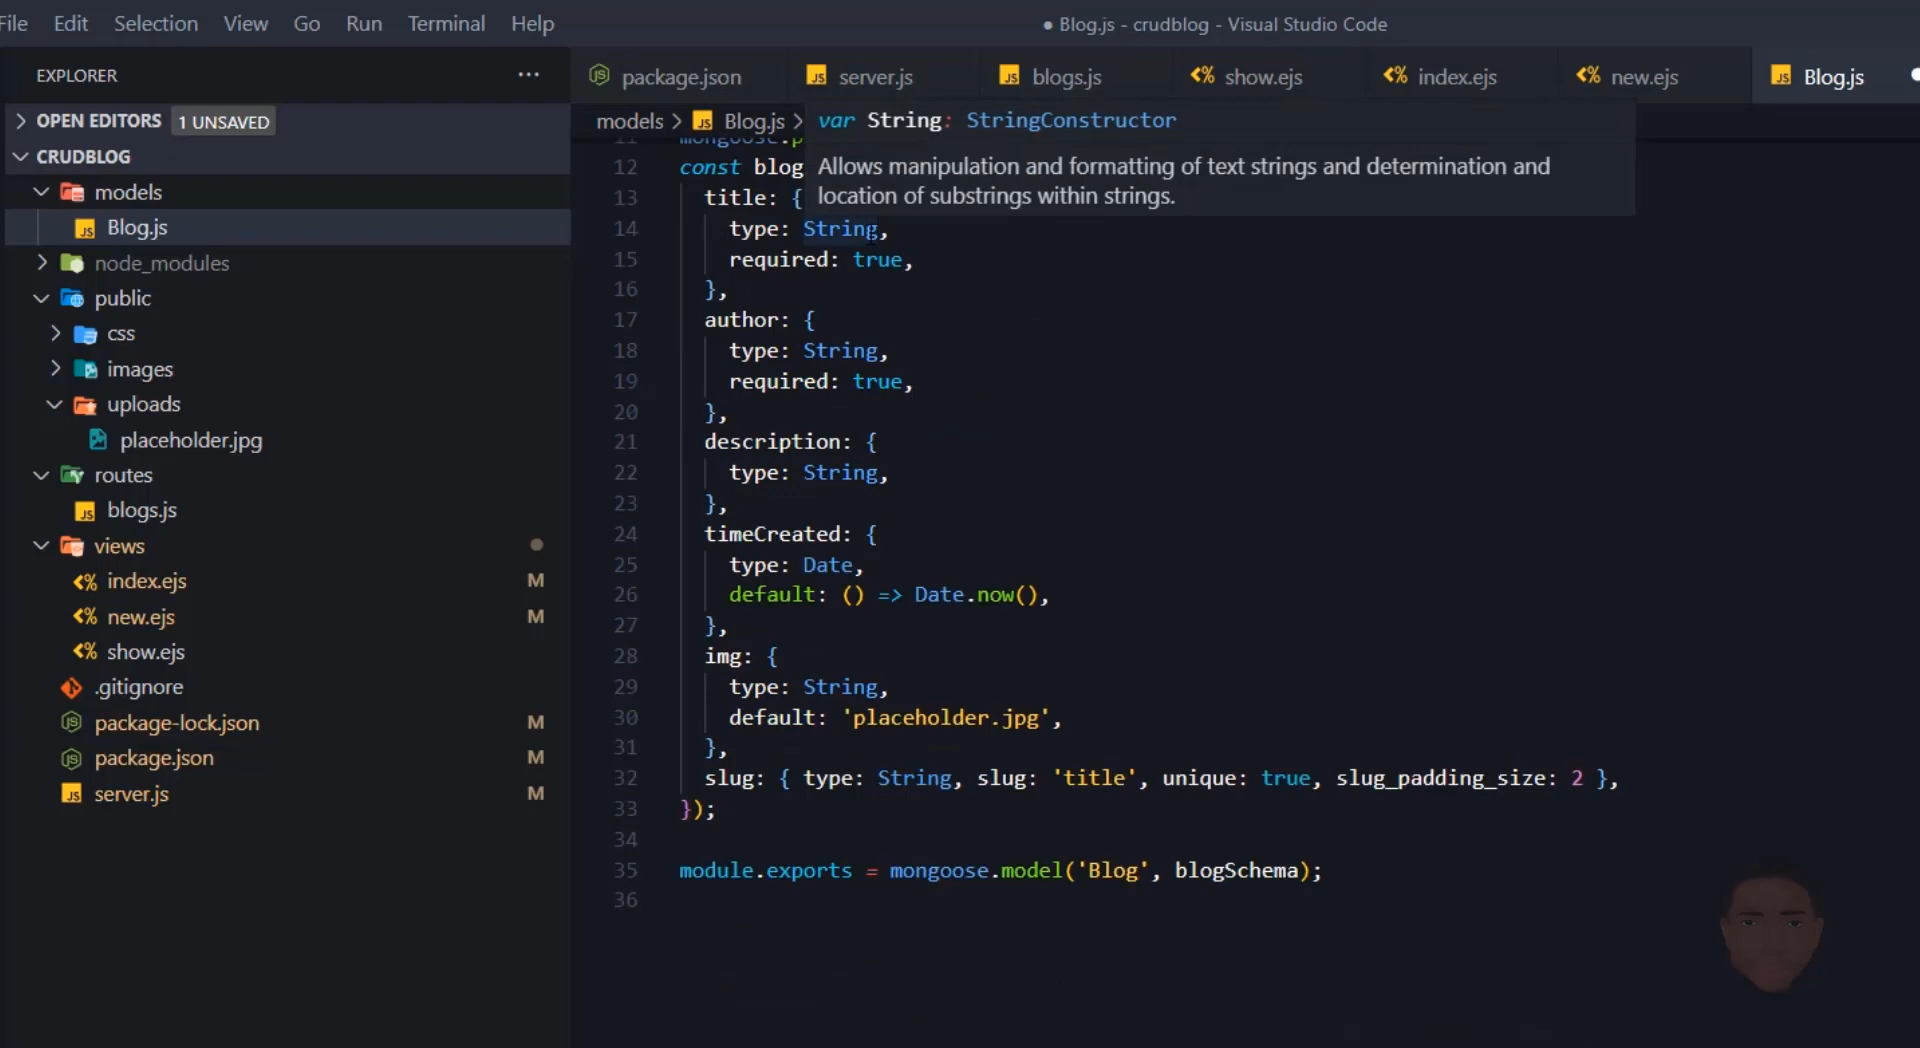 File Edit Selection View Go Run Terminal Help
● Blog.js - crudblog - Visual Studio Code
EXPLORER ···
package.json server.js blogs.js show.ejs index.ejs new.ejs Blog.js
OPEN EDITORS 1 UNSAVED
CRUDBLOG
models
Blog.js
node_modules
public
css
images
uploads
placeholder.jpg
routes
blogs.js
views
index.ejs M
new.ejs M
show.ejs
.gitignore
package-lock.json M
package.json M
server.js M
models > Blog.js >
var String: StringConstructor
Allows manipulation and formatting of text strings and determination and
location of substrings within strings.
11 mongoose.p
12 const blog
13 title: {
14 type: String,
15 required: true,
16 },
17 author: {
18 type: String,
19 required: true,
20 },
21 description: {
22 type: String,
23 },
24 timeCreated: {
25 type: Date,
26 default: () => Date.now(),
27 },
28 img: {
29 type: String,
30 default: 'placeholder.jpg',
31 },
32 slug: { type: String, slug: 'title', unique: true, slug_padding_size: 2 },
33 });
34
35 module.exports = mongoose.model('Blog', blogSchema);
36